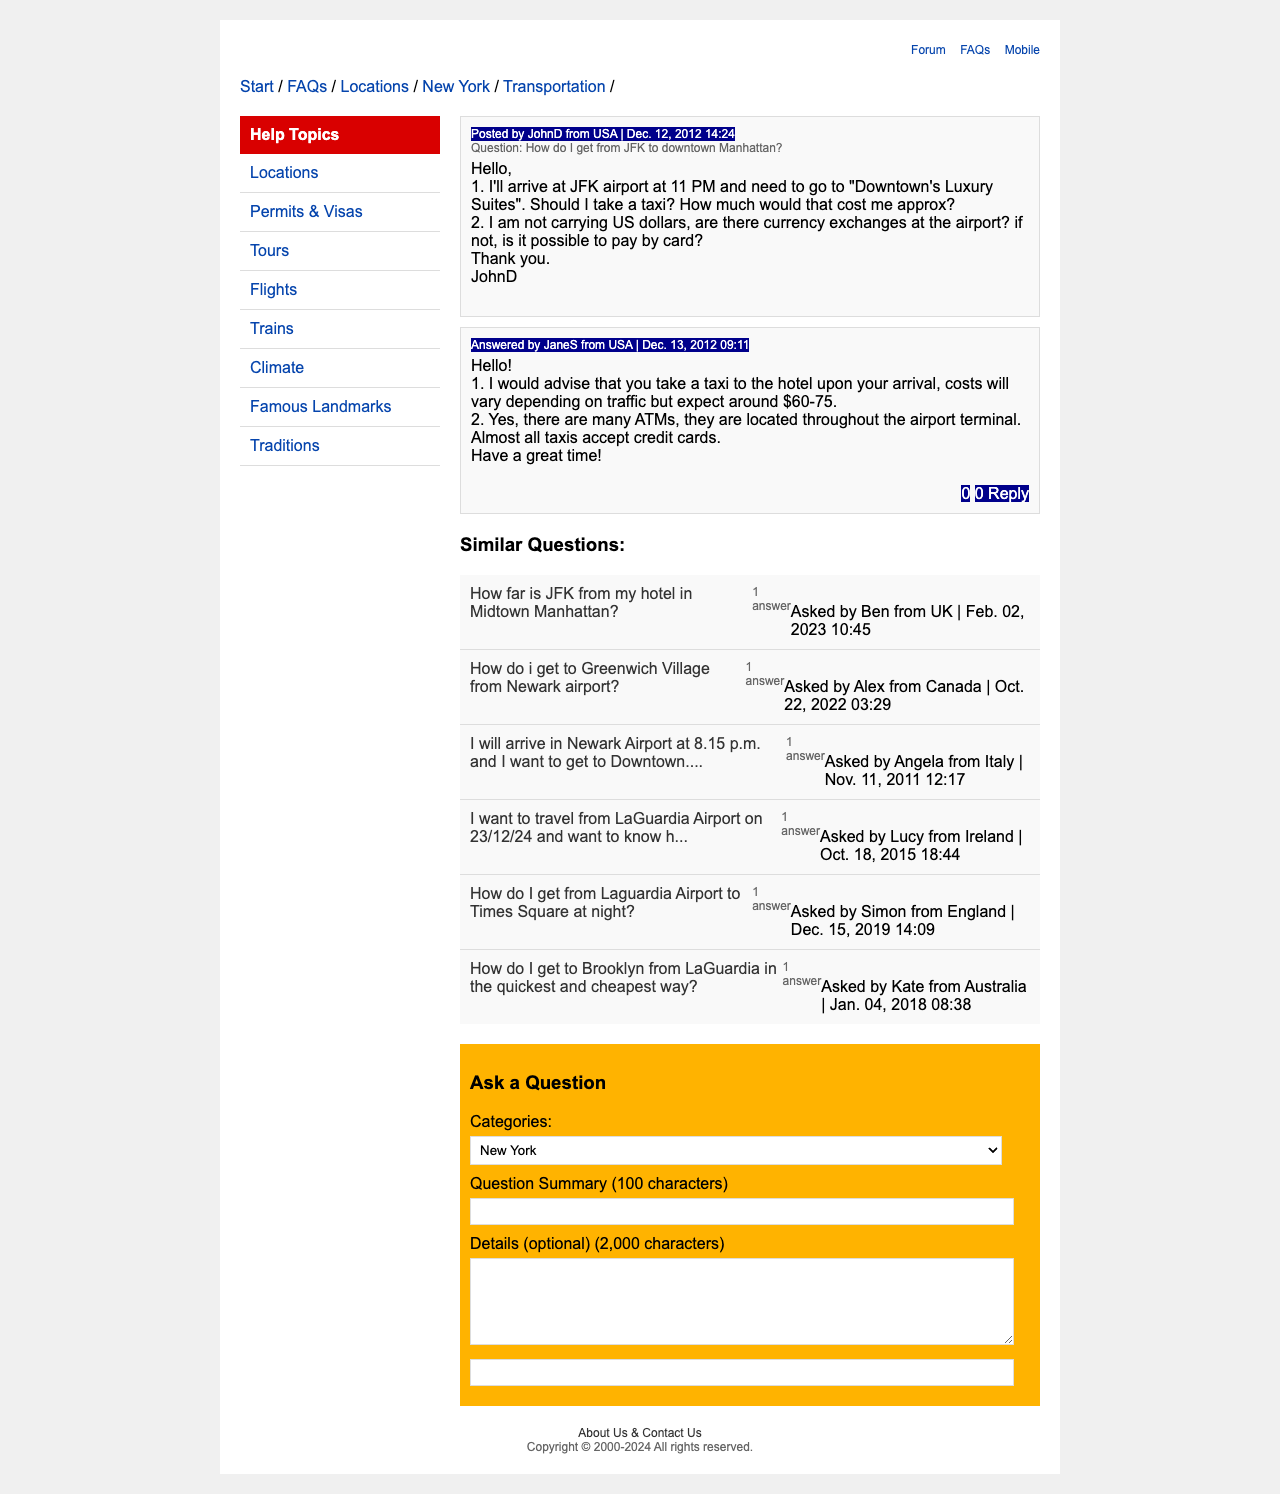 Forum FAQs Mobile
Start / FAQs / Locations / New York / Transportation /
Help Topics
Locations
Permits & Visas
Tours
Flights
Trains
Climate
Famous Landmarks
Traditions
Posted by JohnD from USA | Dec. 12, 2012 14:24
Question: How do I get from JFK to downtown Manhattan?
Hello,
1. I'll arrive at JFK airport at 11 PM and need to go to "Downtown's Luxury
Suites". Should I take a taxi? How much would that cost me approx?
2. I am not carrying US dollars, are there currency exchanges at the airport? if
not, is it possible to pay by card?
Thank you.
JohnD
Answered by JaneS from USA | Dec. 13, 2012 09:11
Hello!
1. I would advise that you take a taxi to the hotel upon your arrival, costs will
vary depending on traffic but expect around $60-75.
2. Yes, there are many ATMs, they are located throughout the airport terminal.
Almost all taxis accept credit cards.
Have a great time!
0 0 Reply
Similar Questions:
How far is JFK from my hotel in
Midtown Manhattan?
1
answer
Asked by Ben from UK | Feb. 02,
2023 10:45
How do i get to Greenwich Village
from Newark airport?
1
answer
Asked by Alex from Canada | Oct.
22, 2022 03:29
I will arrive in Newark Airport at 8.15 p.m.
and I want to get to Downtown....
1
answer
Asked by Angela from Italy |
Nov. 11, 2011 12:17
I want to travel from LaGuardia Airport on
23/12/24 and want to know h...
1
answer
Asked by Lucy from Ireland |
Oct. 18, 2015 18:44
How do I get from Laguardia Airport to
Times Square at night?
1
answer
Asked by Simon from England |
Dec. 15, 2019 14:09
How do I get to Brooklyn from LaGuardia in
the quickest and cheapest way?
1
answer
Asked by Kate from Australia
| Jan. 04, 2018 08:38
Ask a Question
Categories:
New York
Question Summary (100 characters)
Details (optional) (2,000 characters)
About Us & Contact Us
Copyright © 2000-2024 All rights reserved.